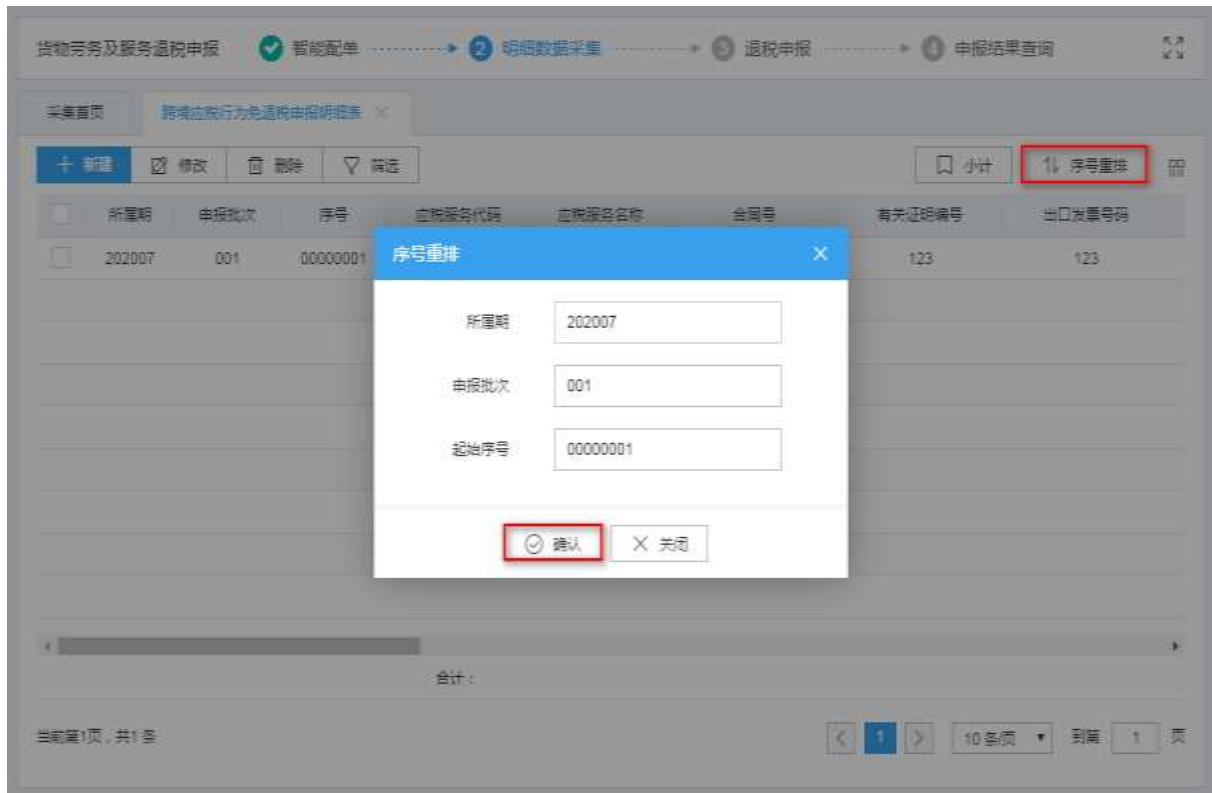 货物劳务及服务退税申报 智能配单 2 明细数据采集 3 退税申报 4 申报结果查询
采集首页 跨境应税行为免退税申报明细表
新建 修改 删除 筛选 小计 序号重排
所属期 申报批次 序号 应税服务代码 应税服务名称 合同号 有关证明编号 出口发票号码
202007 001 00000001 123 123
序号重排
所属期 202007
申报批次 001
起始序号 00000001
确认 关闭
合计：
当前第1页，共1条 1 10条/页 到第 1 页